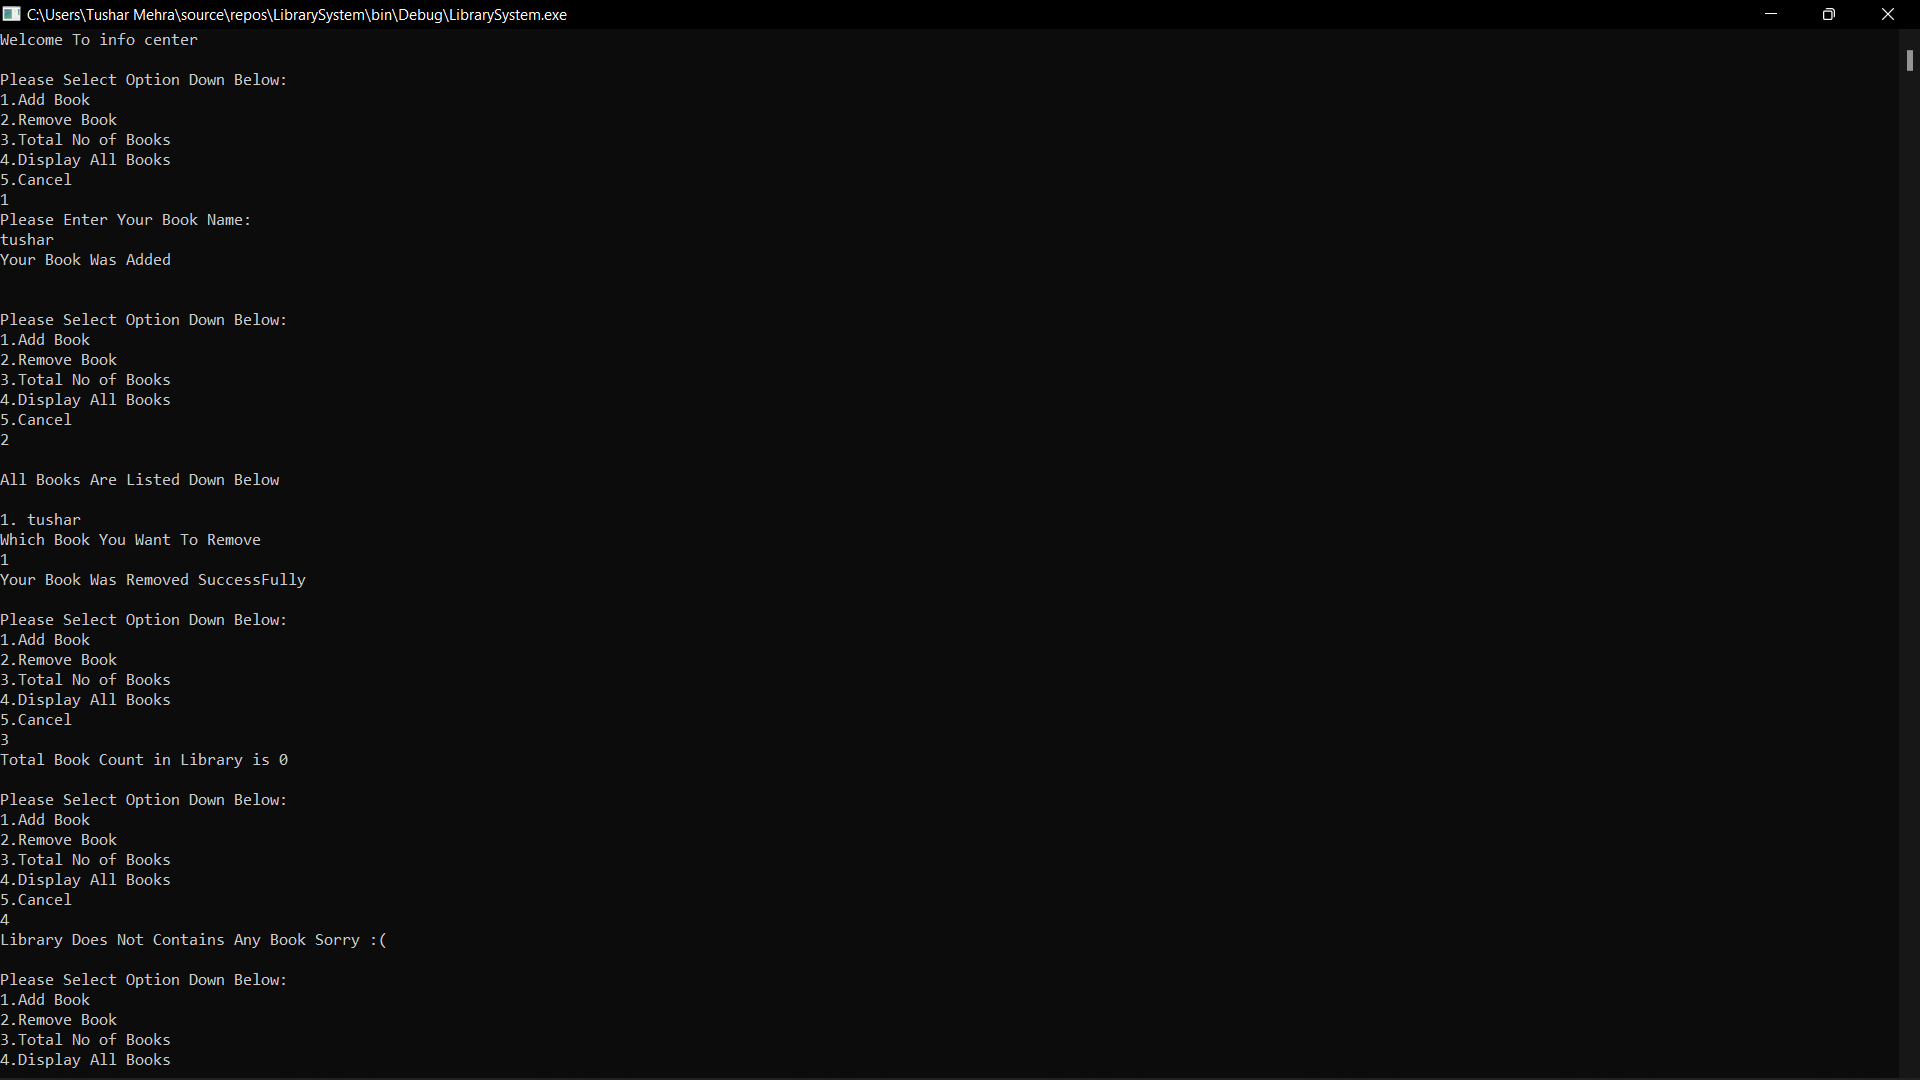 C:\Users\Tushar Mehra\source\repos\LibrarySystem\bin\Debug\LibrarySystem.exe
Welcome To info center
Please Select Option Down Below:
1.Add Book
2.Remove Book
3.Total No of Books
4.Display All Books
5.Cancel
1
Please Enter Your Book Name:
tushar
Your Book Was Added
Please Select Option Down Below:
1.Add Book
2.Remove Book
3.Total No of Books
4.Display All Books
5.Cancel
2
All Books Are Listed Down Below
1. tushar
Which Book You Want To Remove
1
Your Book Was Removed SuccessFully
Please Select Option Down Below:
1.Add Book
2.Remove Book
3.Total No of Books
4.Display All Books
5.Cancel
3
Total Book Count in Library is 0
Please Select Option Down Below:
1.Add Book
2.Remove Book
3.Total No of Books
4.Display All Books
5.Cancel
4
Library Does Not Contains Any Book Sorry :(
Please Select Option Down Below:
1.Add Book
2.Remove Book
3.Total No of Books
4.Display All Books